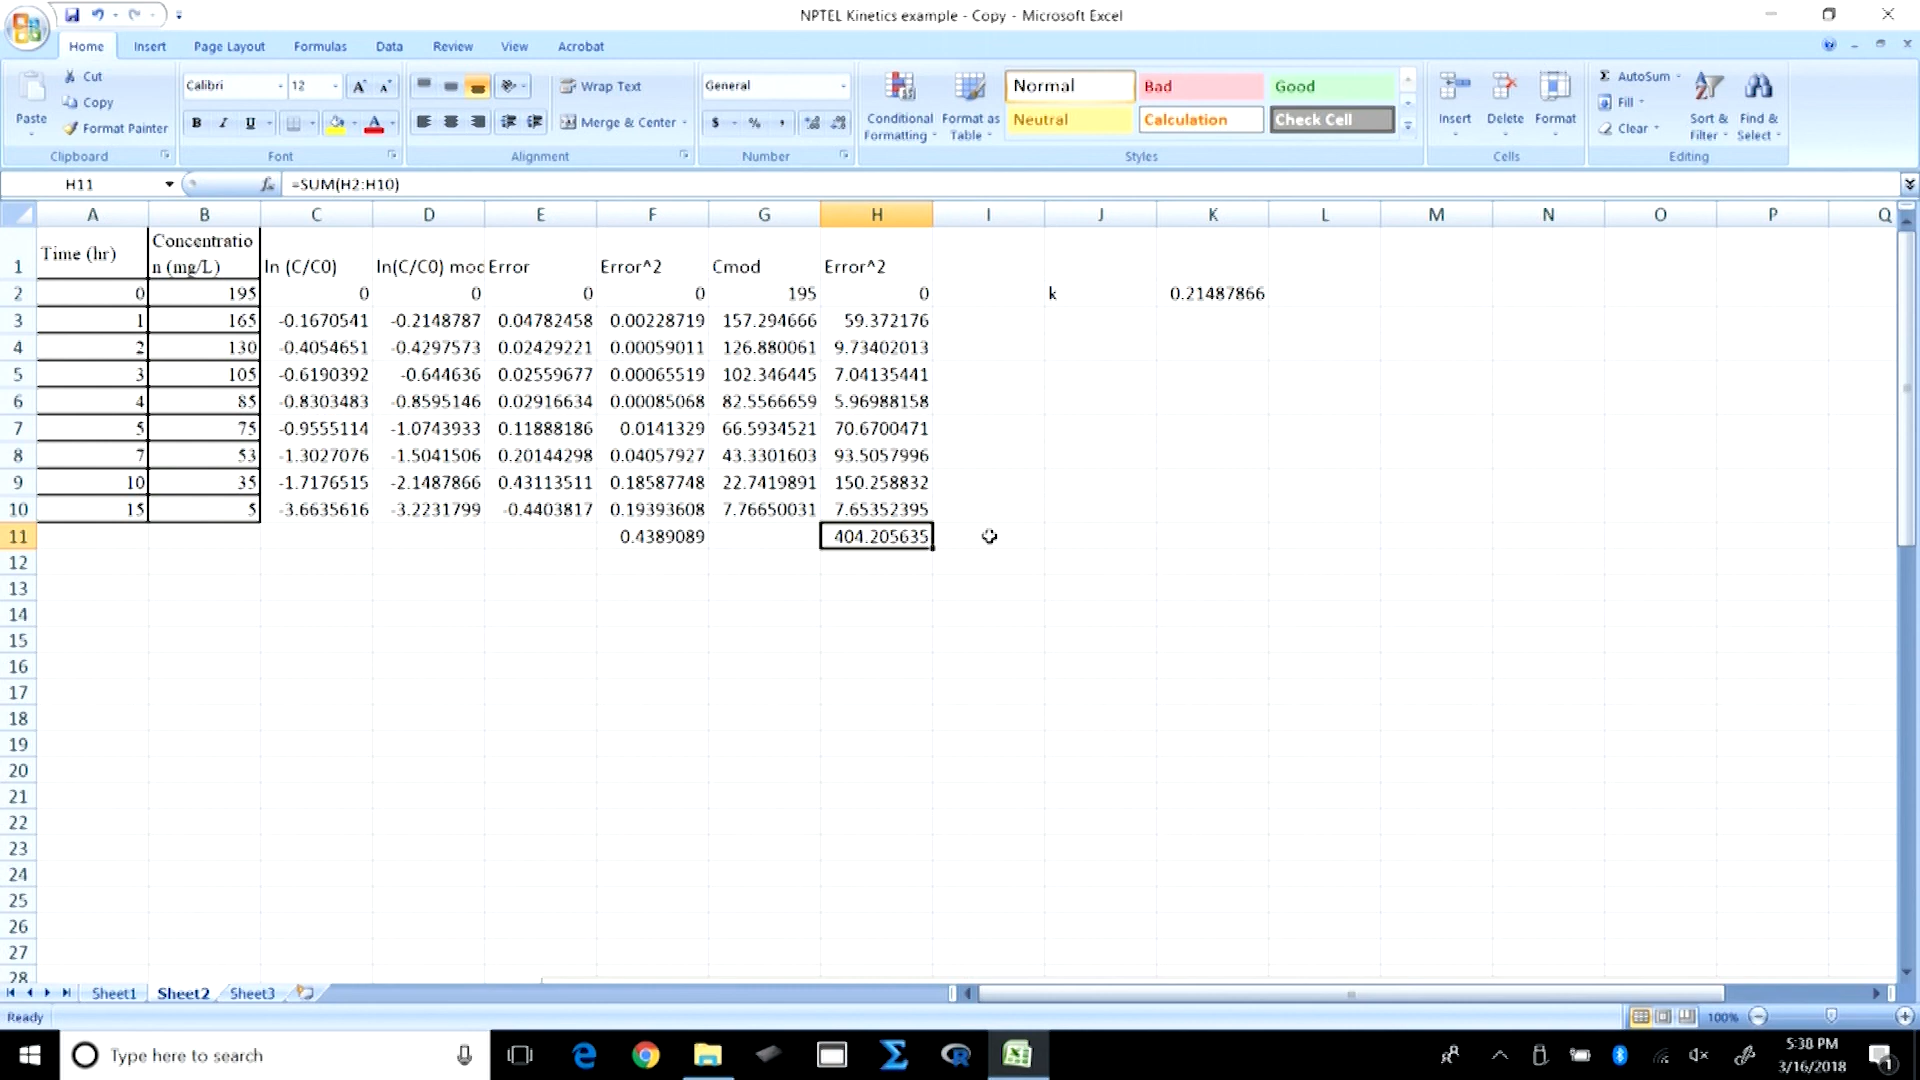 NPTEL Kinetics example - Copy - Microsoft Excel
Home Insert Page Layout Formulas Data Review View Acrobat
Paste
Cut
Copy
Format Painter
Clipboard
Calibri 12
B I U
Font
Wrap Text
Merge & Center
Alignment
General
$ % ,
Number
Conditional Formatting
Format as Table
Normal Bad Good
Neutral Calculation Check Cell
Styles
Insert Delete Format
Cells
Σ AutoSum
Fill
Clear
Sort & Filter
Find & Select
Editing
H11 fx =SUM(H2:H10)
A B C D E F G H I J K L M N O P Q
1 Time (hr) Concentratio
n (mg/L) ln (C/C0) ln(C/C0) mod Error Error^2 Cmod Error^2
2 0 195 0 0 0 0 195 0 k 0.21487866
3 1 165 -0.1670541 -0.2148787 0.04782458 0.00228719 157.294666 59.372176
4 2 130 -0.4054651 -0.4297573 0.02429221 0.00059011 126.880061 9.73402013
5 3 105 -0.6190392 -0.644636 0.02559677 0.00065519 102.346445 7.04135441
6 4 85 -0.8303483 -0.8595146 0.02916634 0.00085068 82.5566659 5.96988158
7 5 75 -0.9555114 -1.0743933 0.11888186 0.0141329 66.5934521 70.6700471
8 7 53 -1.3027076 -1.5041506 0.20144298 0.04057927 43.3301603 93.5057996
9 10 35 -1.7176515 -2.1487866 0.43113511 0.18587748 22.7419891 150.258832
10 15 5 -3.6635616 -3.2231799 -0.4403817 0.19393608 7.76650031 7.65352395
11 0.4389089 404.205635
12
13
14
15
16
17
18
19
20
21
22
23
24
25
26
27
28
Sheet1 Sheet2 Sheet3
Ready 100%
Type here to search
5:38 PM
3/16/2018
1